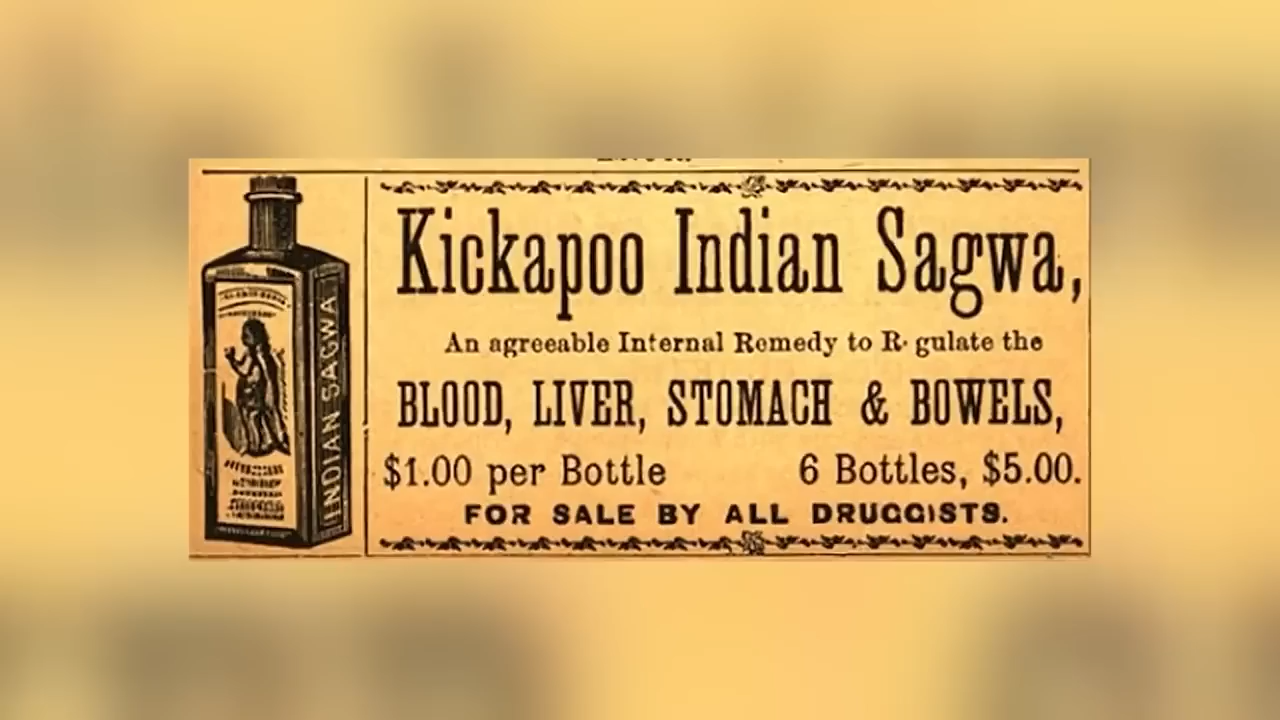 Kickapoo Indian Sagwa,
An agreeable Internal Remedy to R gulate the
BLOOD, LIVER, STOMACH & BOWELS,
$1.00 per Bottle 6 Bottles, $5.00.
FOR SALE BY ALL DRUGGISTS.
INDIAN SAGWA